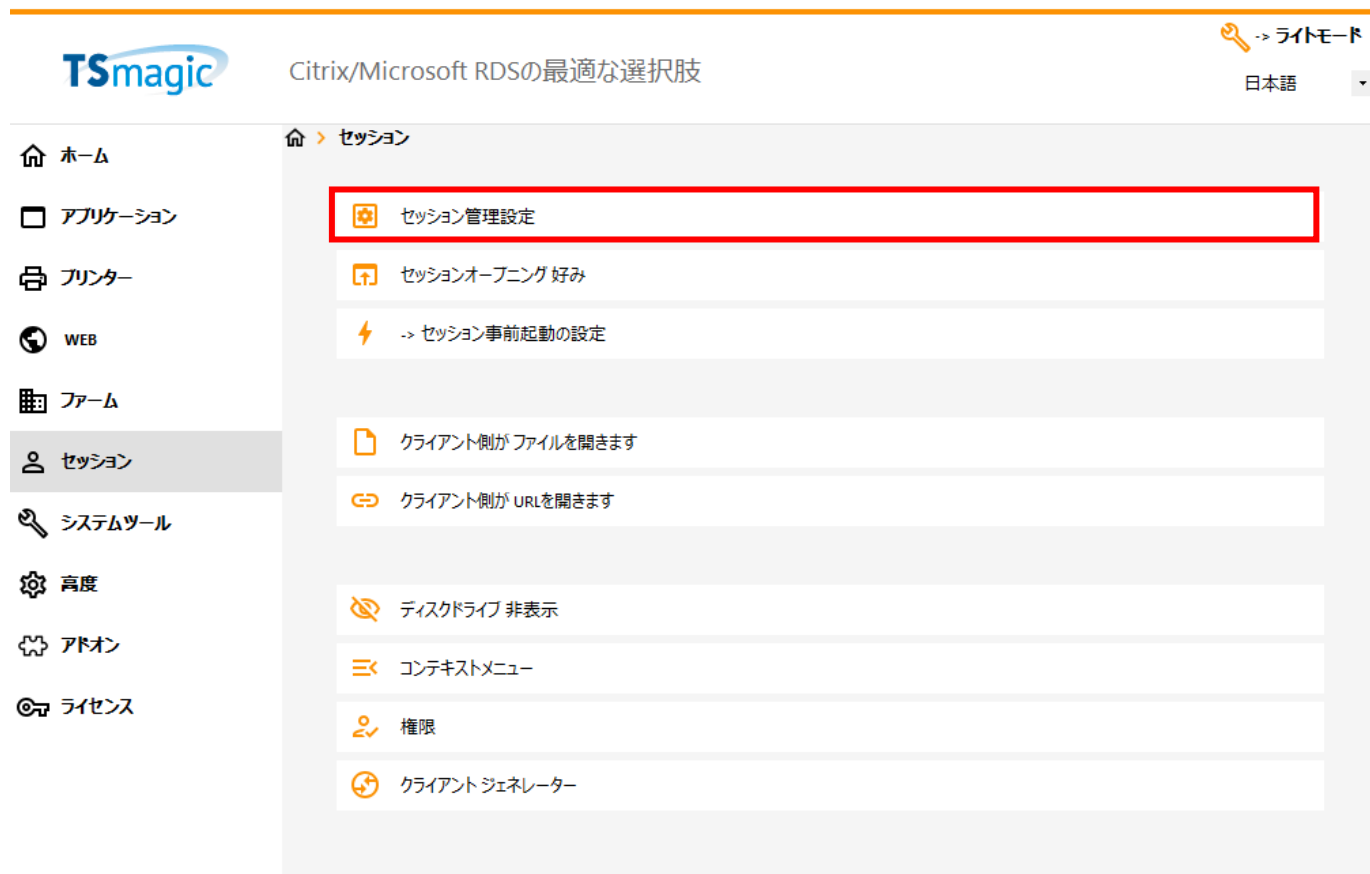 TSmagic
Citrix/Microsoft RDSの最適な選択肢
-> ライトモード
日本語
ホーム
アプリケーション
プリンター
WEB
ファーム
セッション
システムツール
高度
アドオン
ライセンス
セッション
セッション管理設定
セッションオープニング 好み
-> セッション事前起動の設定
クライアント側が ファイルを開きます
クライアント側が URLを開きます
ディスクドライブ 非表示
コンテキストメニュー
権限
クライアント ジェネレーター